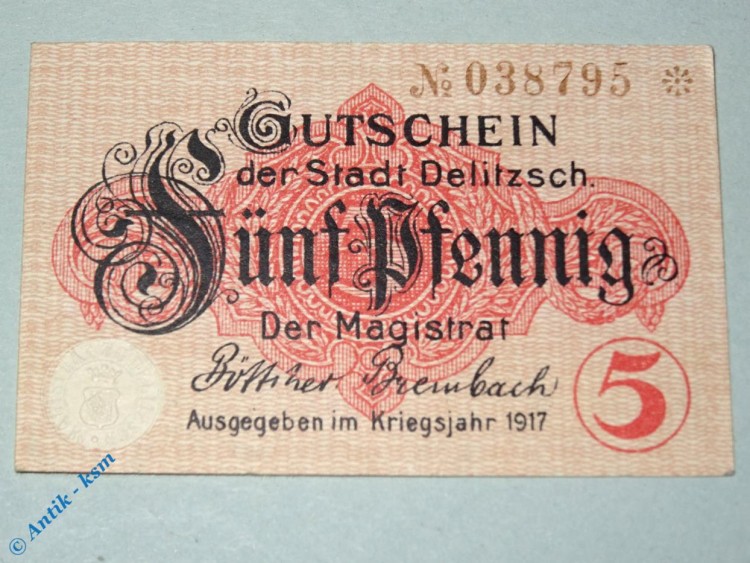 № 038795 ※
GUTSCHEIN
der Stadt Delitzsch.
Fünf Pfennig
Der Magistrat
Böttcher Brembach
Ausgegeben im Kriegsjahr 1917
5
© Antik - ksm